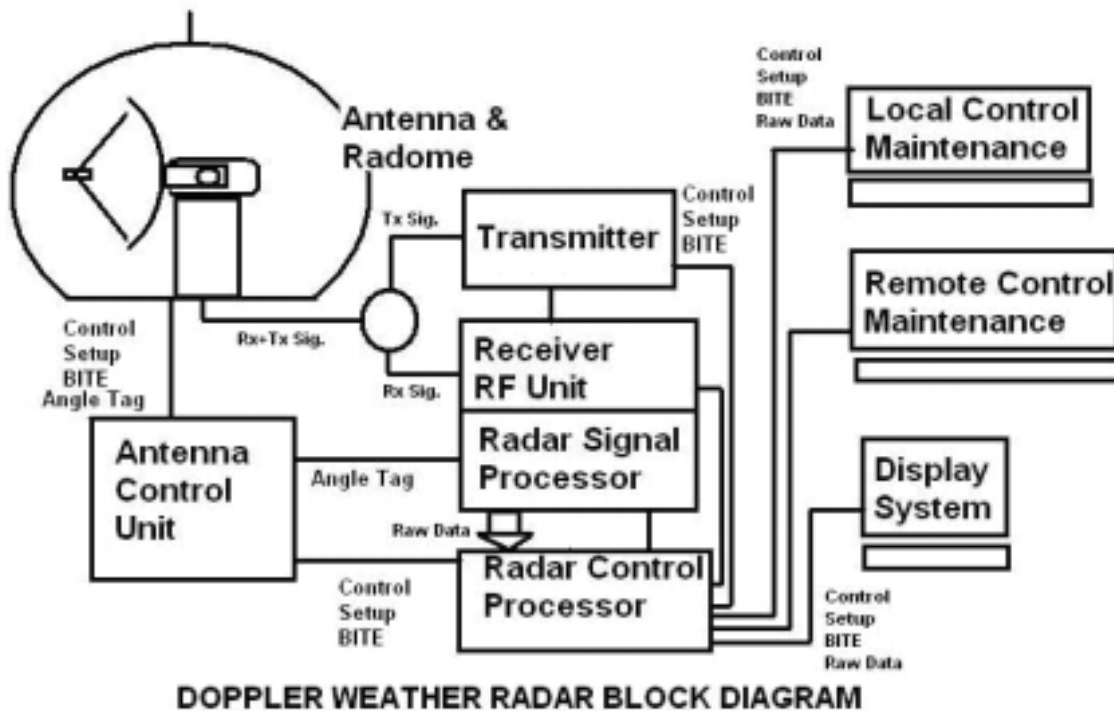 Control
Setup
BITE
Raw Data
Local Control
Maintenance
Antenna &
Radome
Tx Sig.
Transmitter
Control
Setup
BITE
Remote Control
Maintenance
Control
Setup
BITE
Angle Tag
Rx+Tx Sig.
Rx Sig.
Receiver
RF Unit
Radar Signal
Processor
Antenna
Control
Unit
Angle Tag
Display
System
Raw Data
Radar Control
Processor
Control
Setup
BITE
Control
Setup
BITE
Raw Data
DOPPLER WEATHER RADAR BLOCK DIAGRAM